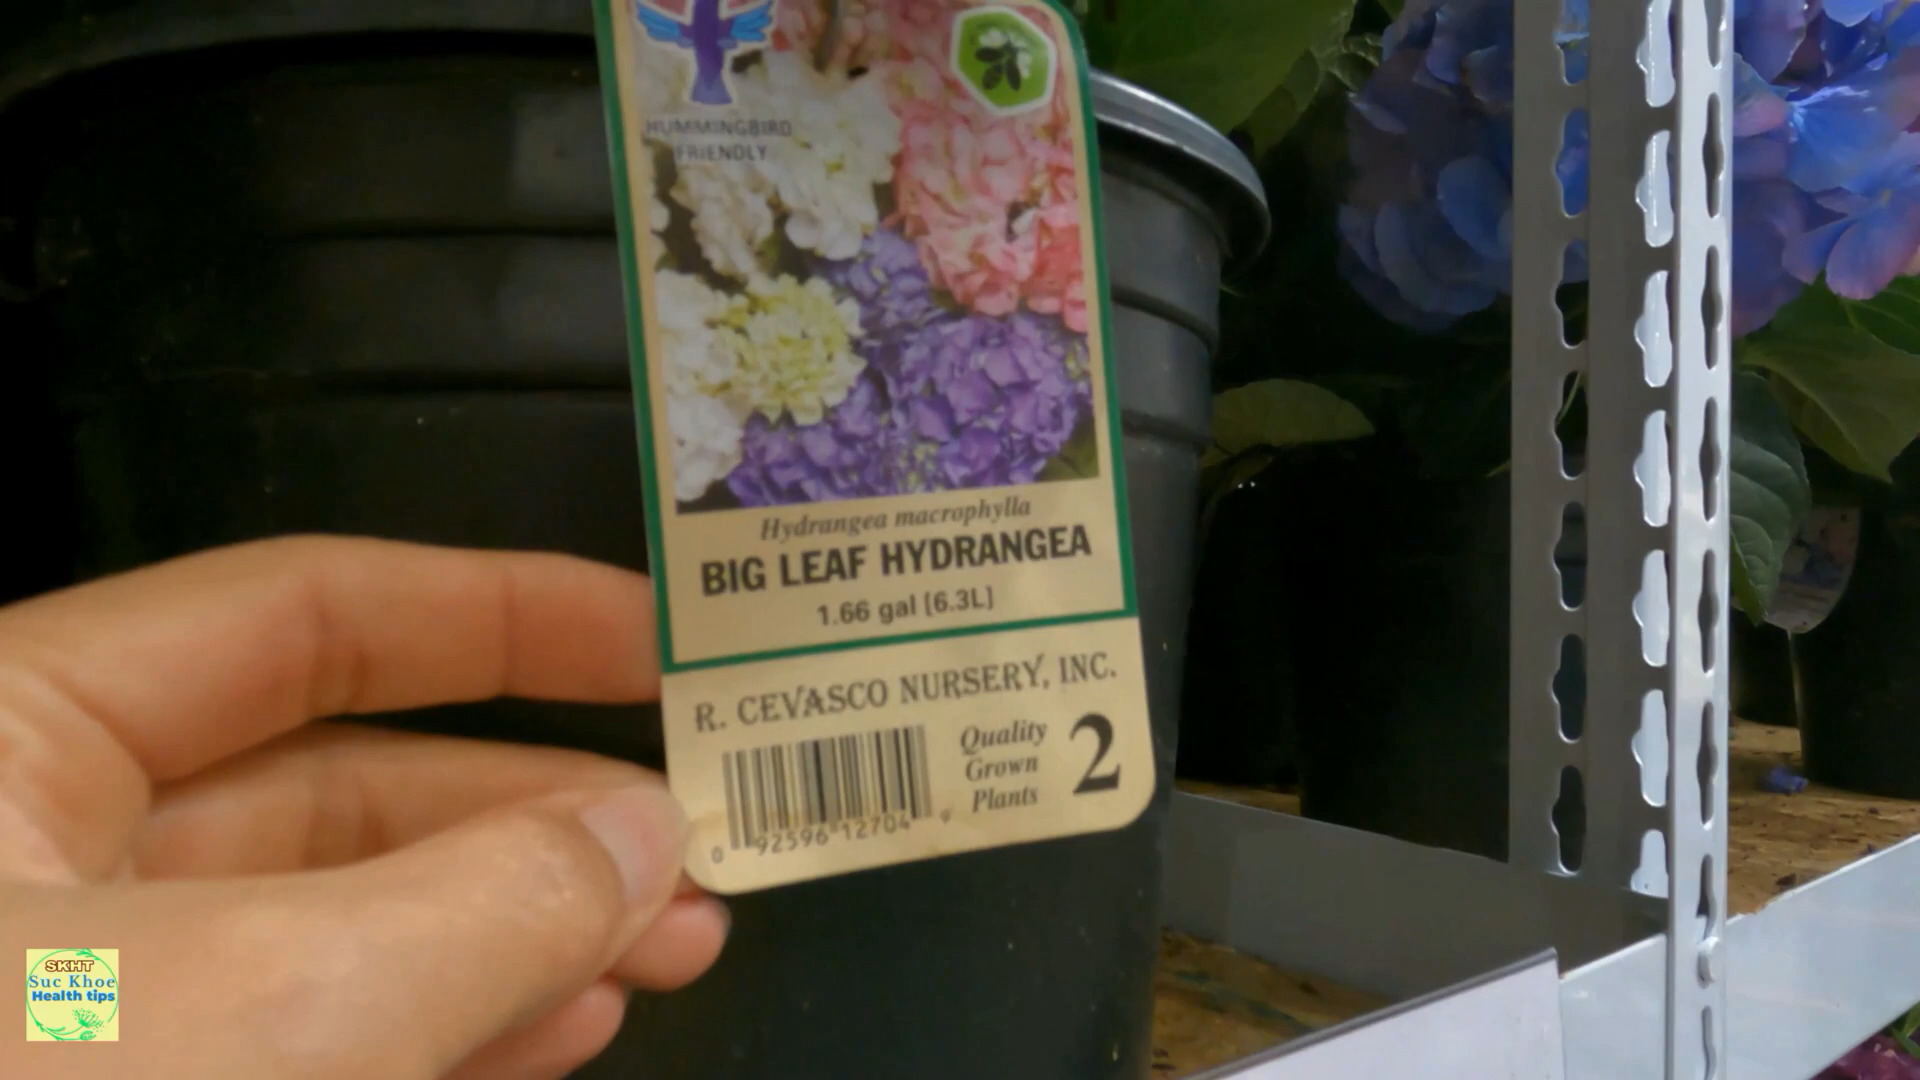 HUMMINGBIRD
FRIENDLY
Hydrangea macrophylla
BIG LEAF HYDRANGEA
1.66 gal [6.3L]
R. CEVASCO NURSERY, INC.
Quality
Grown
Plants
2
0 92596 12704 9
SKHT
Suc Khoe
Health tips